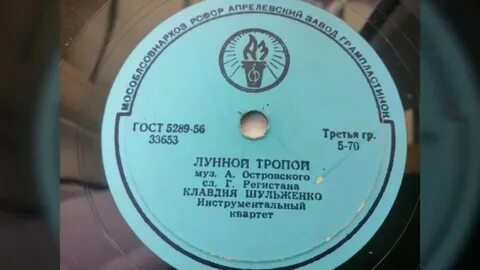 МОСОБЛСОВНАРХОЗ РСФСР АПРЕЛЕВСКИЙ ЗАВОД ГРАМПЛАСТИНОК
ГОСТ 5289-56
33653
Третья гр.
5-70
ЛУННОЙ ТРОПОЙ
муз. А. Островского
сл. Г. Регистана
КЛАВДИЯ ШУЛЬЖЕНКО
Инструментальный
квартет